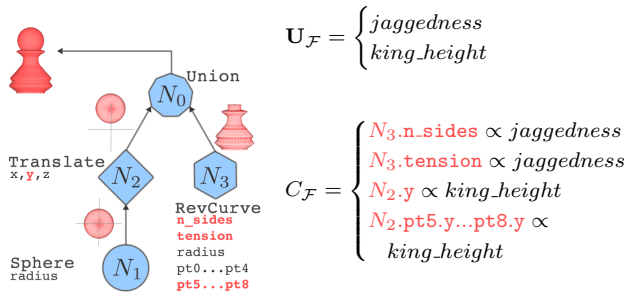 Union
N0
Translate
x,y,z
N2
N3
RevCurve
n_sides
tension
radius
pt0...pt4
pt5...pt8
Sphere
radius
N1
U_F = { jaggedness
king_height
C_F = { N3.n_sides ∝ jaggedness
N3.tension ∝ jaggedness
N2.y ∝ king_height
N2.pt5.y...pt8.y ∝
king_height